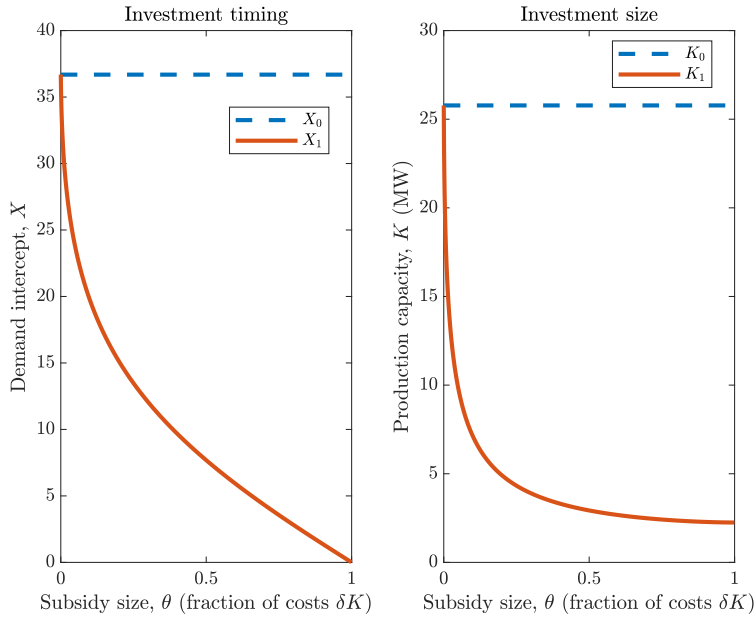 Investment timing
40
35
30
25
20
15
10
5
0
0
0.5
1
Demand intercept, X
Subsidy size, θ (fraction of costs δK)
X₀
X₁
Investment size
30
25
20
15
10
5
0
0
0.5
1
Production capacity, K (MW)
Subsidy size, θ (fraction of costs δK)
K₀
K₁